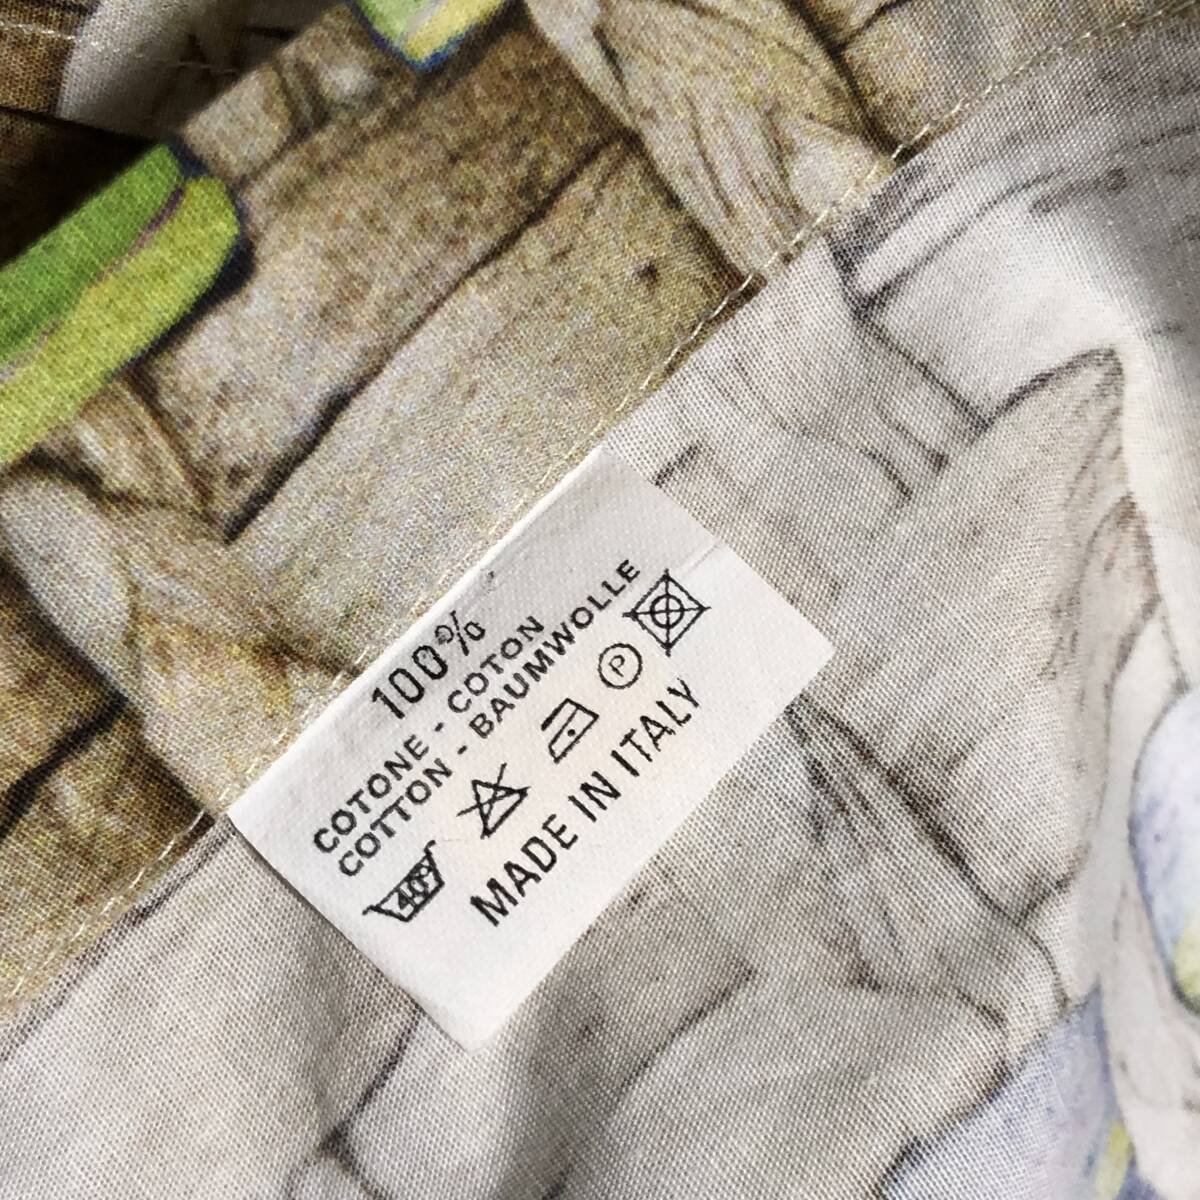 100%
COTONE - COTON
COTTON - BAUMWOLLE
40° P
MADE IN ITALY